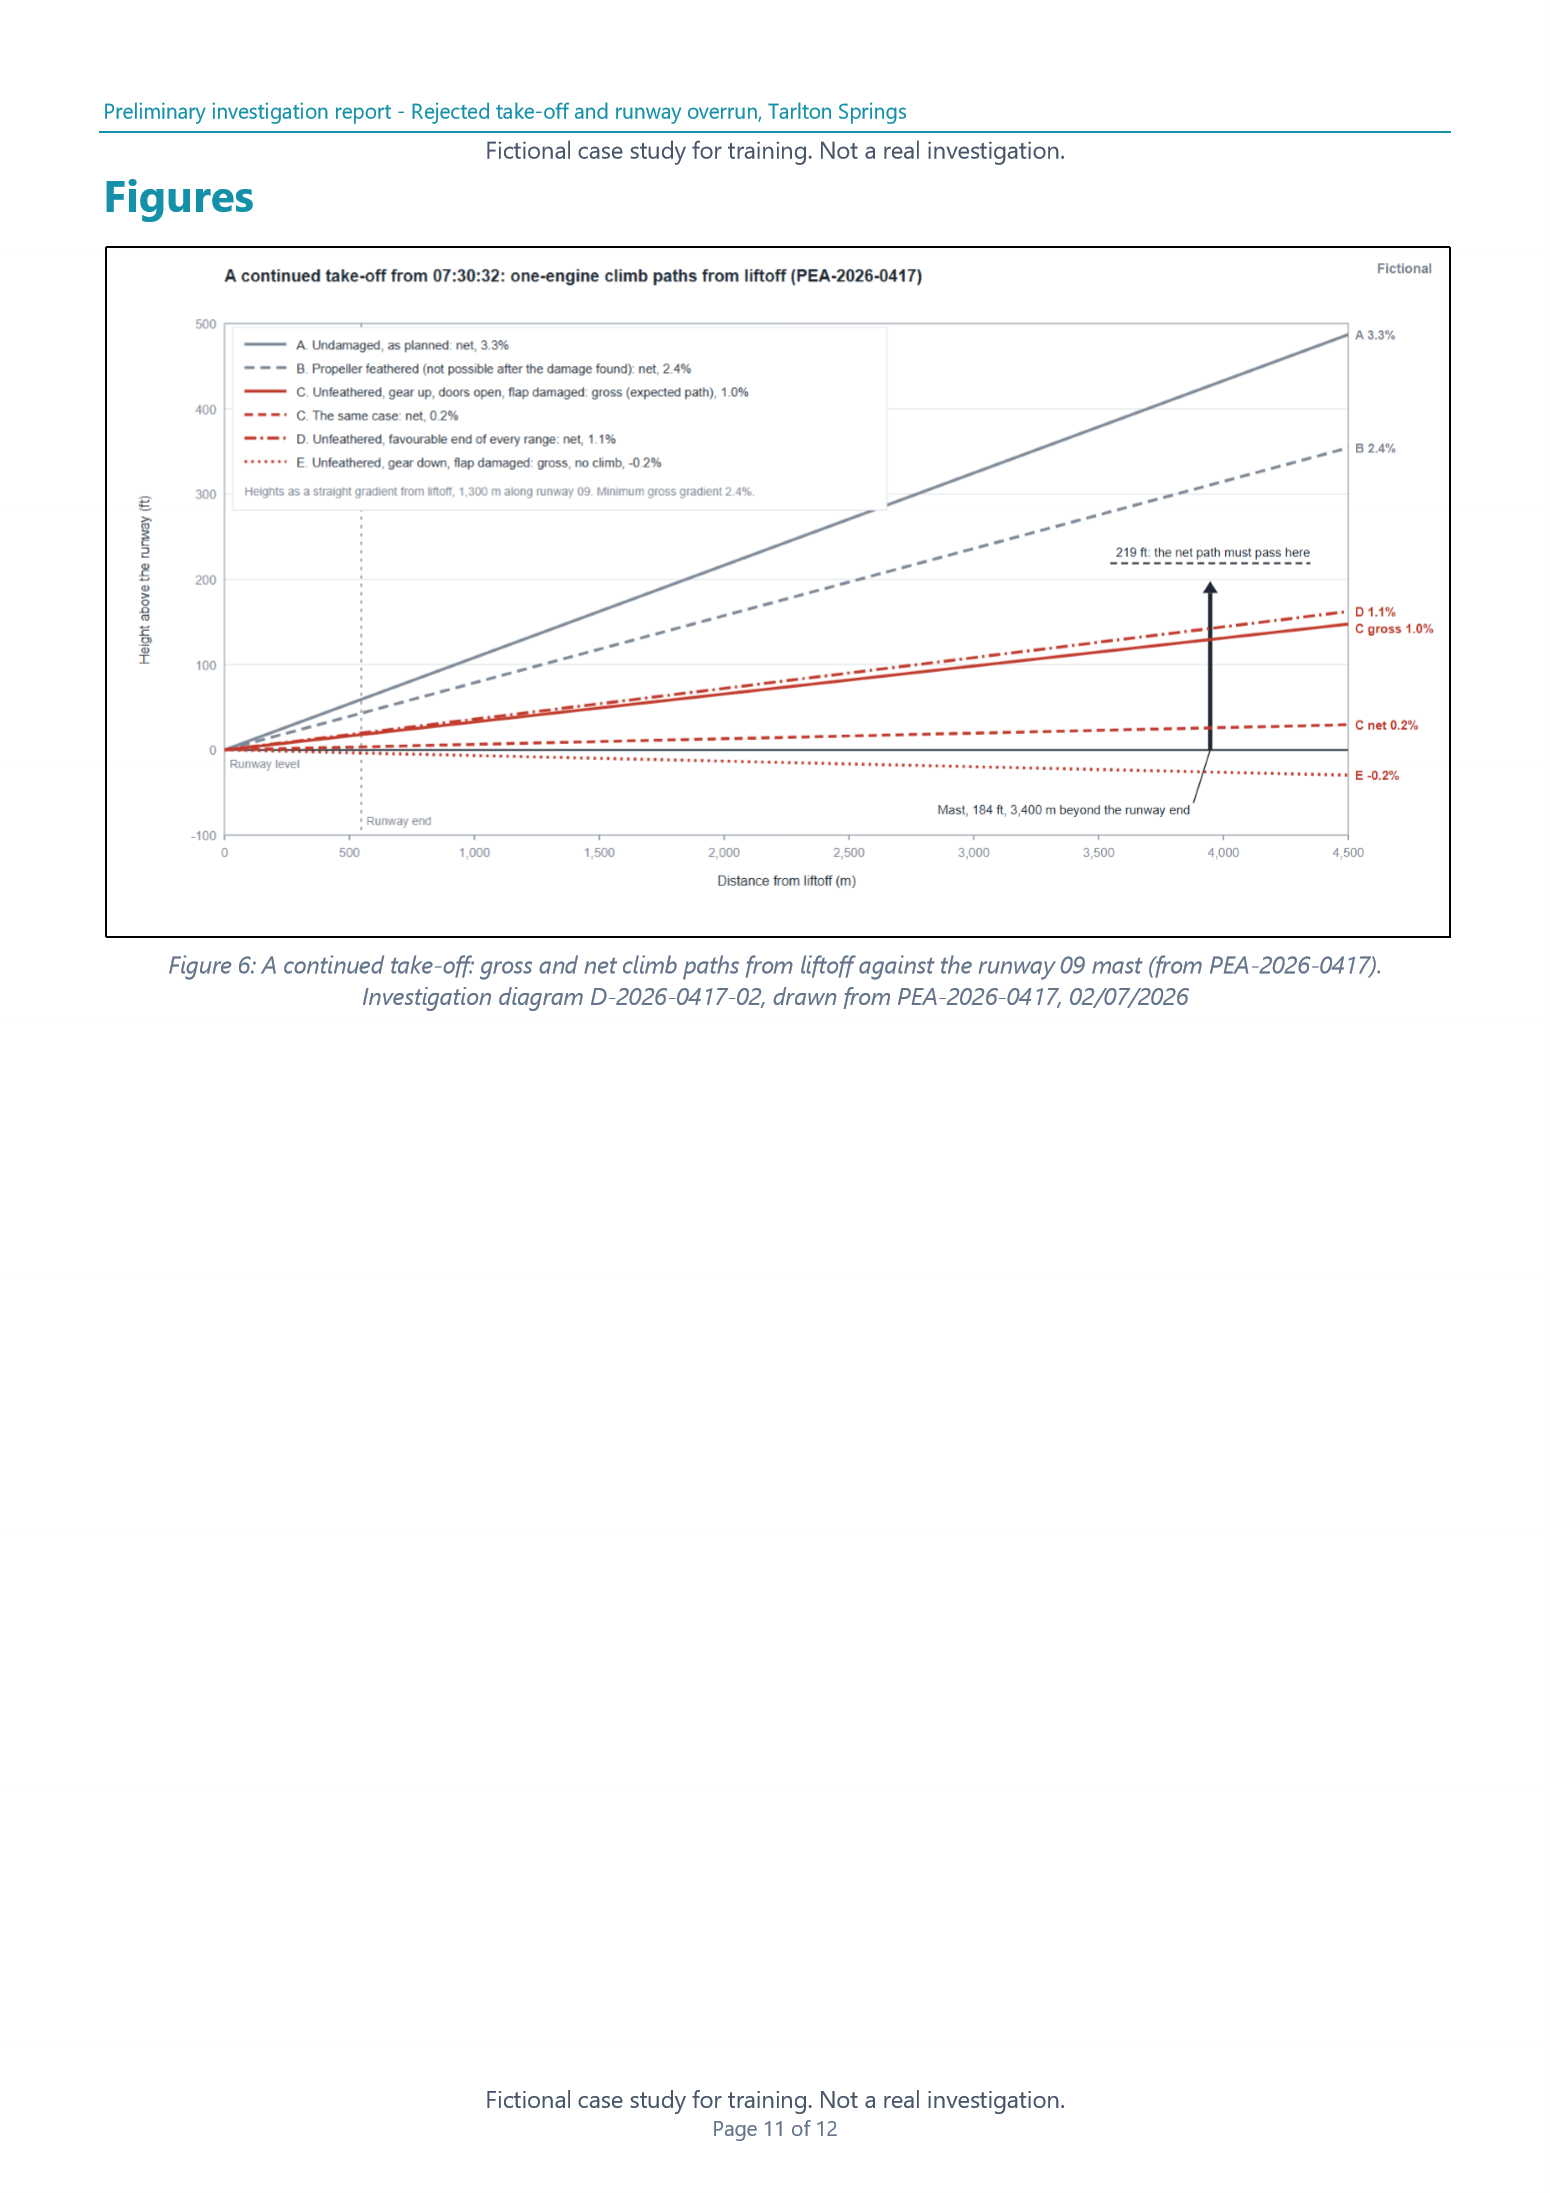 Preliminary investigation report - Rejected take-off and runway overrun, Tarlton Springs
Fictional case study for training. Not a real investigation.
Figures
A continued take-off from 07:30:32: one-engine climb paths from liftoff (PEA-2026-0417)
Fictional
A. Undamaged, as planned: net, 3.3%
B. Propeller feathered (not possible after the damage found): net, 2.4%
C. Unfeathered, gear up, doors open, flap damaged: gross (expected path), 1.0%
C. The same case: net, 0.2%
D. Unfeathered, favourable end of every range: net, 1.1%
E. Unfeathered, gear down, flap damaged: gross, no climb, -0.2%
Heights as a straight gradient from liftoff, 1,300 m along runway 09. Minimum gross gradient 2.4%.
Height above the runway (ft)
500
400
300
200
100
0
-100
A 3.3%
B 2.4%
219 ft: the net path must pass here
D 1.1%
C gross 1.0%
C net 0.2%
E -0.2%
Runway level
Mast, 184 ft, 3,400 m beyond the runway end
Runway end
0 500 1,000 1,500 2,000 2,500 3,000 3,500 4,000 4,500
Distance from liftoff (m)
Figure 6: A continued take-off: gross and net climb paths from liftoff against the runway 09 mast (from PEA-2026-0417).
Investigation diagram D-2026-0417-02, drawn from PEA-2026-0417, 02/07/2026
Fictional case study for training. Not a real investigation.
Page 11 of 12